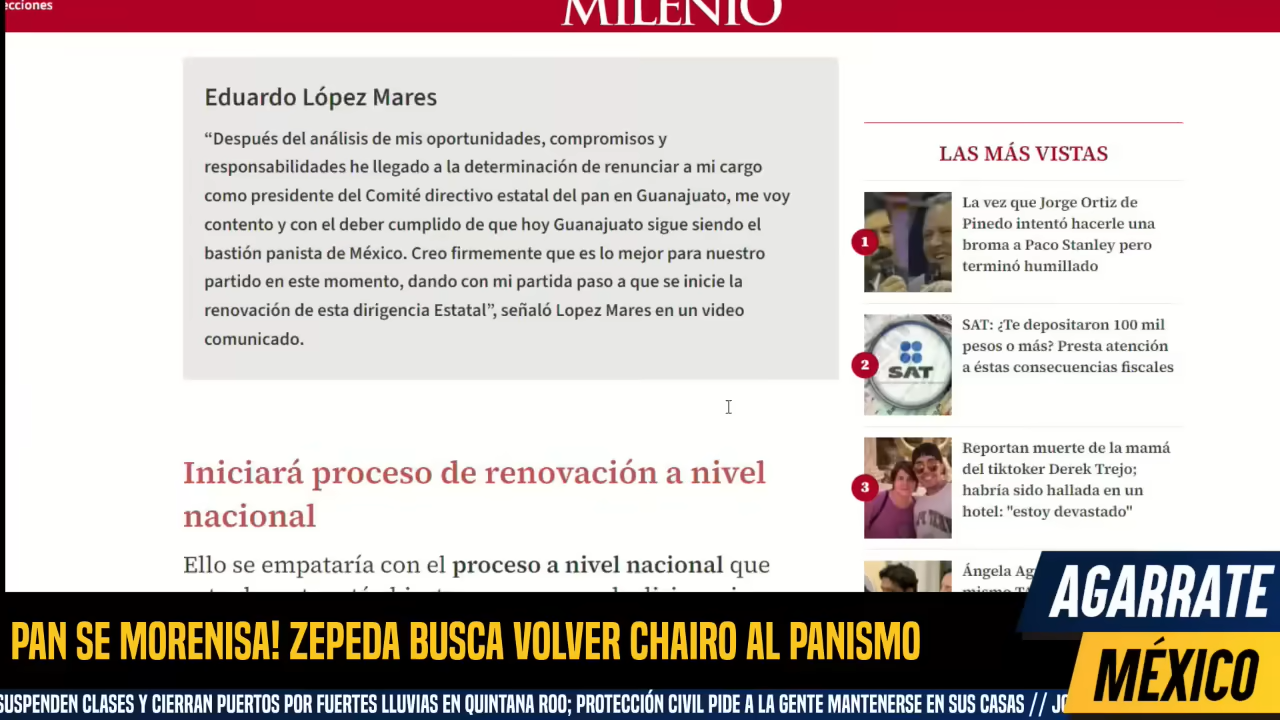 ecciones
MILENIO
Eduardo López Mares
“Después del análisis de mis oportunidades, compromisos y
responsabilidades he llegado a la determinación de renunciar a mi cargo
como presidente del Comité directivo estatal del pan en Guanajuato, me voy
contento y con el deber cumplido de que hoy Guanajuato sigue siendo el
bastión panista de México. Creo firmemente que es lo mejor para nuestro
partido en este momento, dando con mi partida paso a que se inicie la
renovación de esta dirigencia Estatal”, señaló Lopez Mares en un video
comunicado.
Iniciará proceso de renovación a nivel
nacional
Ello se empataría con el proceso a nivel nacional que
LAS MÁS VISTAS
1
La vez que Jorge Ortiz de
Pinedo intentó hacerle una
broma a Paco Stanley pero
terminó humillado
2
SAT
SAT: ¿Te depositaron 100 mil
pesos o más? Presta atención
a éstas consecuencias fiscales
3
Reportan muerte de la mamá
del tiktoker Derek Trejo;
habría sido hallada en un
hotel: "estoy devastado"
Ángela Ag
mismo
AGARRATE
MÉXICO
PAN SE MORENISA! ZEPEDA BUSCA VOLVER CHAIRO AL PANISMO
SUSPENDEN CLASES Y CIERRAN PUERTOS POR FUERTES LLUVIAS EN QUINTANA ROO; PROTECCIÓN CIVIL PIDE A LA GENTE MANTENERSE EN SUS CASAS //